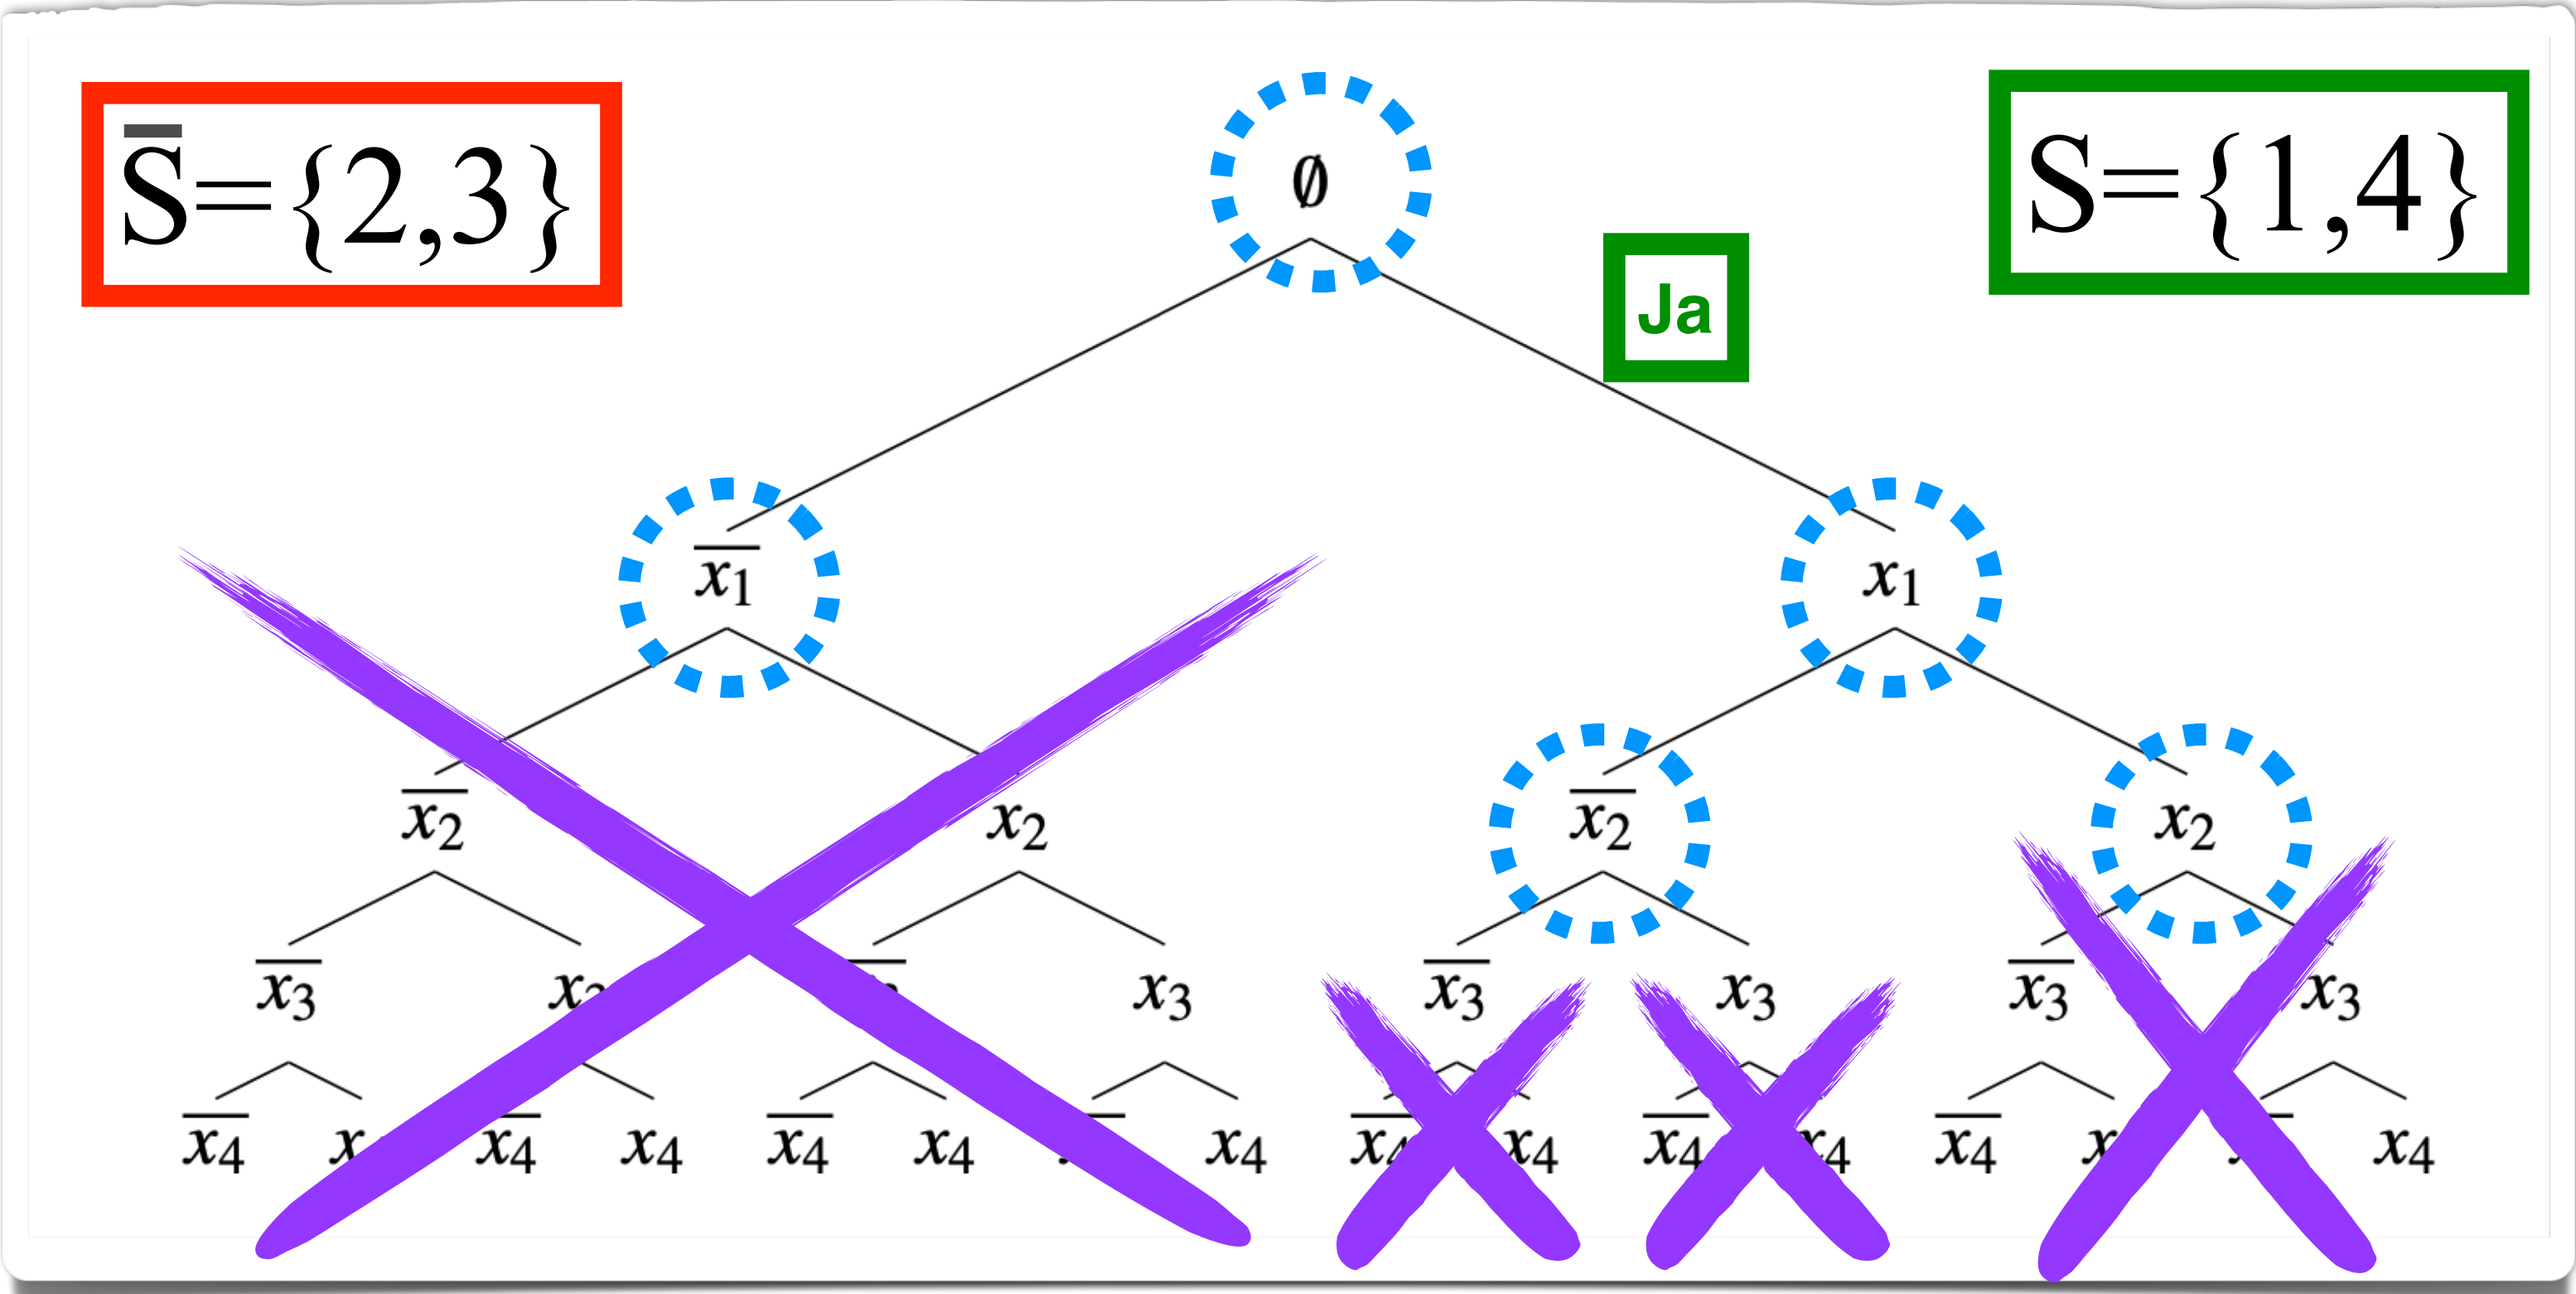 S̅={2,3}
∅
S={1,4}
Ja
x̅₁ x₁
x̅₂ x₂ x̅₂ x₂
x̅₃ x₃ x̅₃ x₃ x̅₃ x₃
x̅₄ x̅₄ x₄ x̅₄ x₄ x₄ x̅₄ x₄ x̅₄ x̅₄ x₄